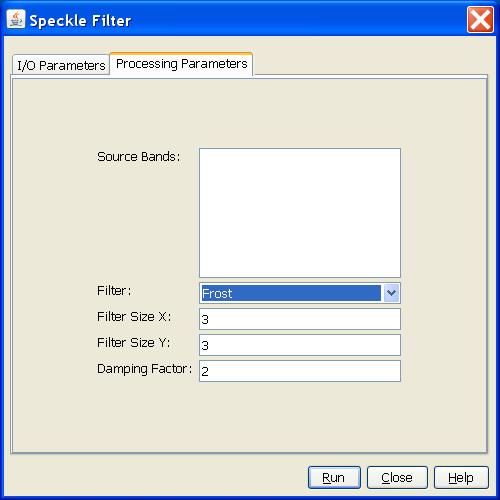 Speckle Filter
I/O Parameters
Processing Parameters
Source Bands:
Filter:
Frost
Filter Size X:
3
Filter Size Y:
3
Damping Factor:
2
Run
Close
Help